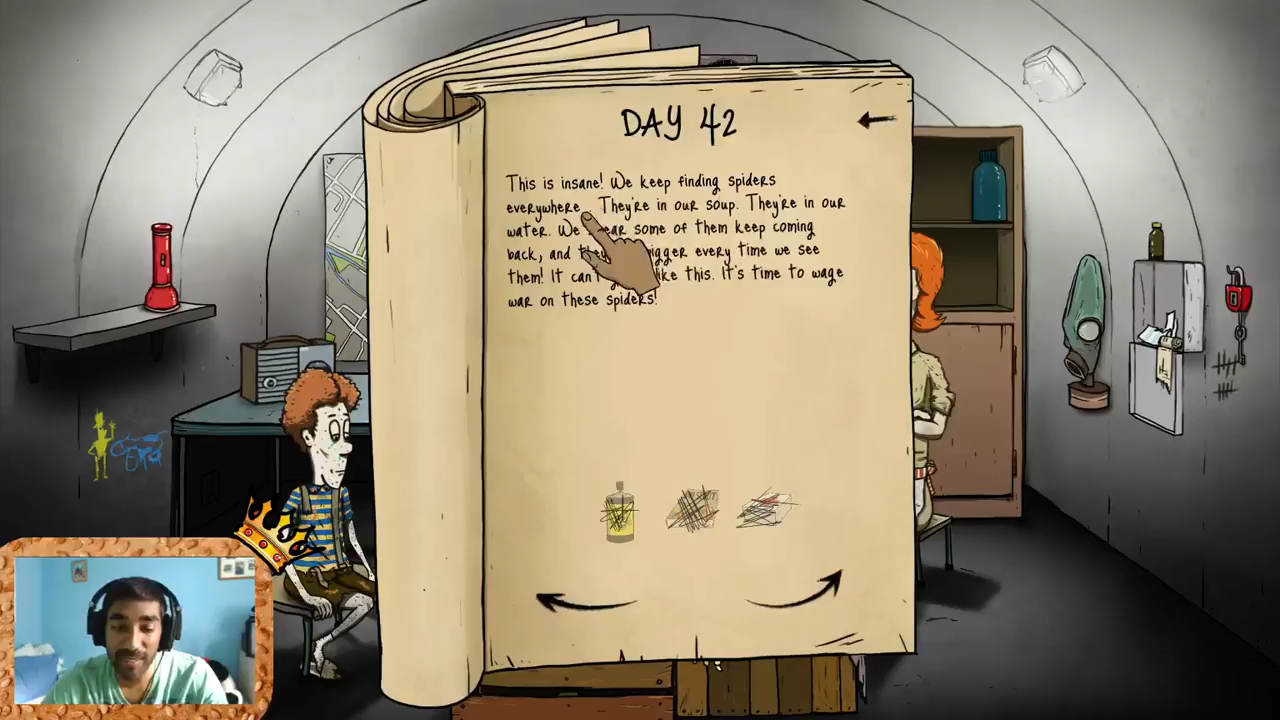 DAY 42
This is insane! We keep finding spiders
everywhere. They're in our soup. They're in our
water. We some of them keep coming
back, and every time we see
them! It this. It's time to wage
war on these spiders!